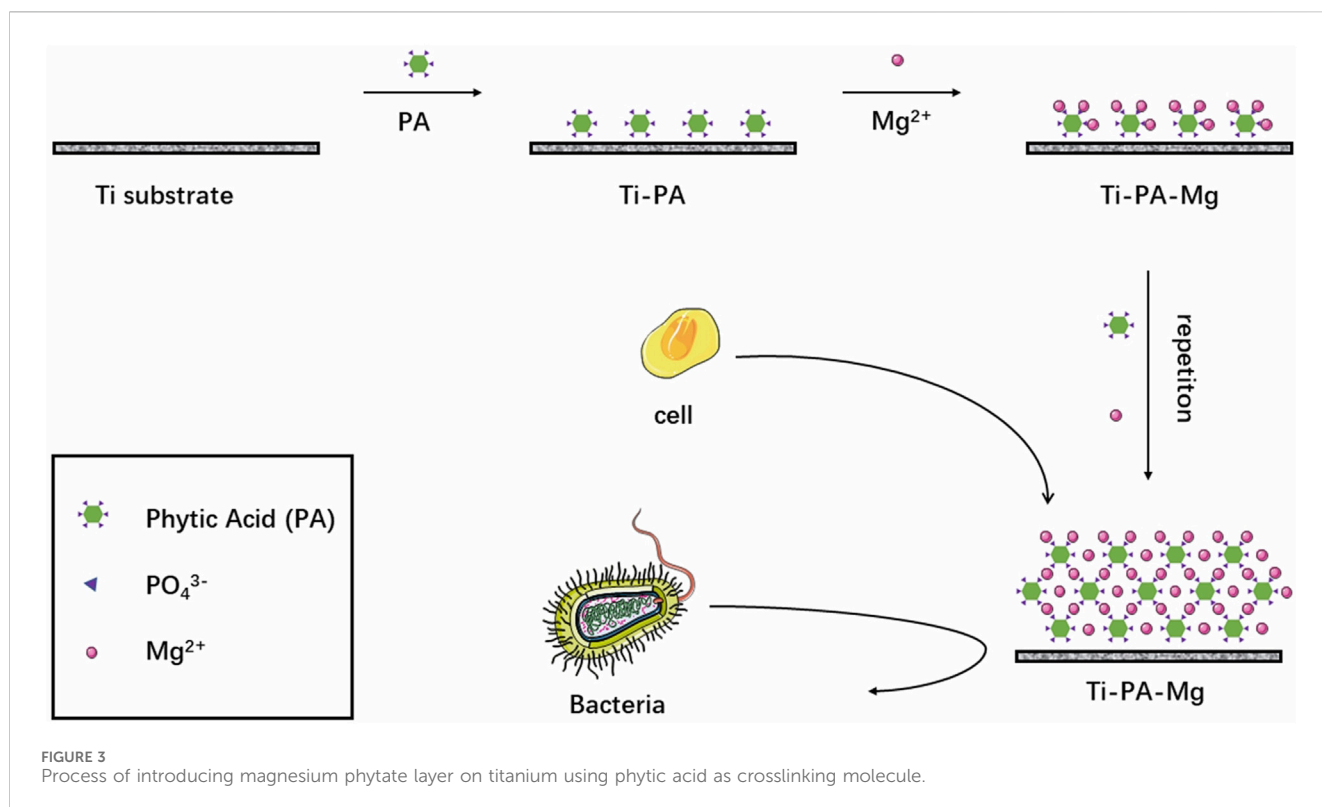 PA
Mg²⁺
Ti substrate
Ti-PA
Ti-PA-Mg
repetiton
cell
Phytic Acid (PA)
PO₄³⁻
Mg²⁺
Bacteria
Ti-PA-Mg
FIGURE 3
Process of introducing magnesium phytate layer on titanium using phytic acid as crosslinking molecule.